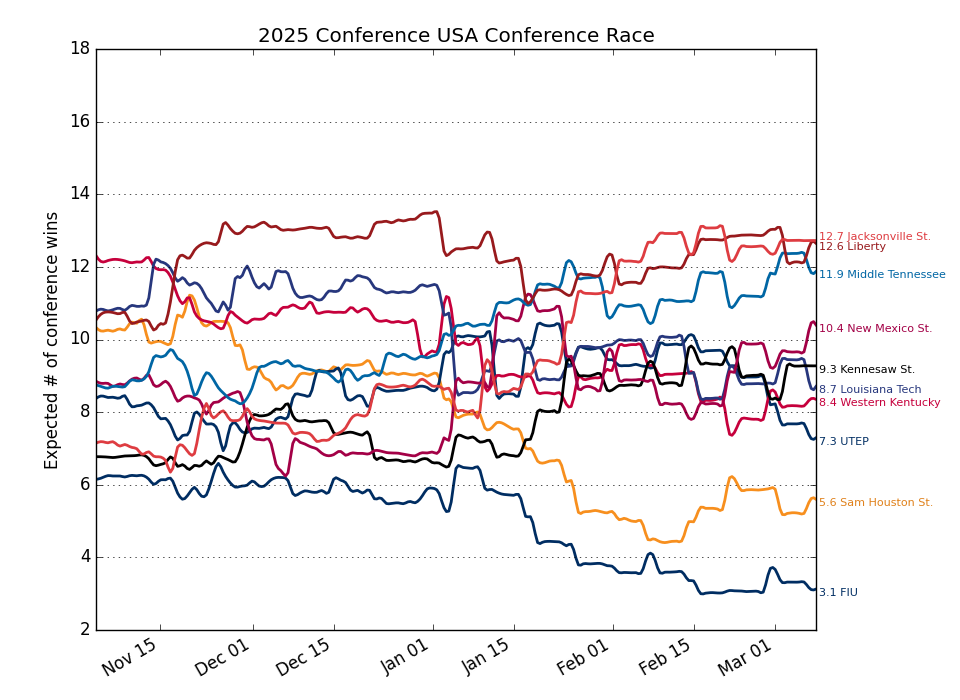 2025 Conference USA Conference Race
Expected # of conference wins
18
16
14
12
10
8
6
4
2
Nov 15
Dec 01
Dec 15
Jan 01
Jan 15
Feb 01
Feb 15
Mar 01
12.7 Jacksonville St.
12.6 Liberty
11.9 Middle Tennessee
10.4 New Mexico St.
9.3 Kennesaw St.
8.7 Louisiana Tech
8.4 Western Kentucky
7.3 UTEP
5.6 Sam Houston St.
3.1 FIU